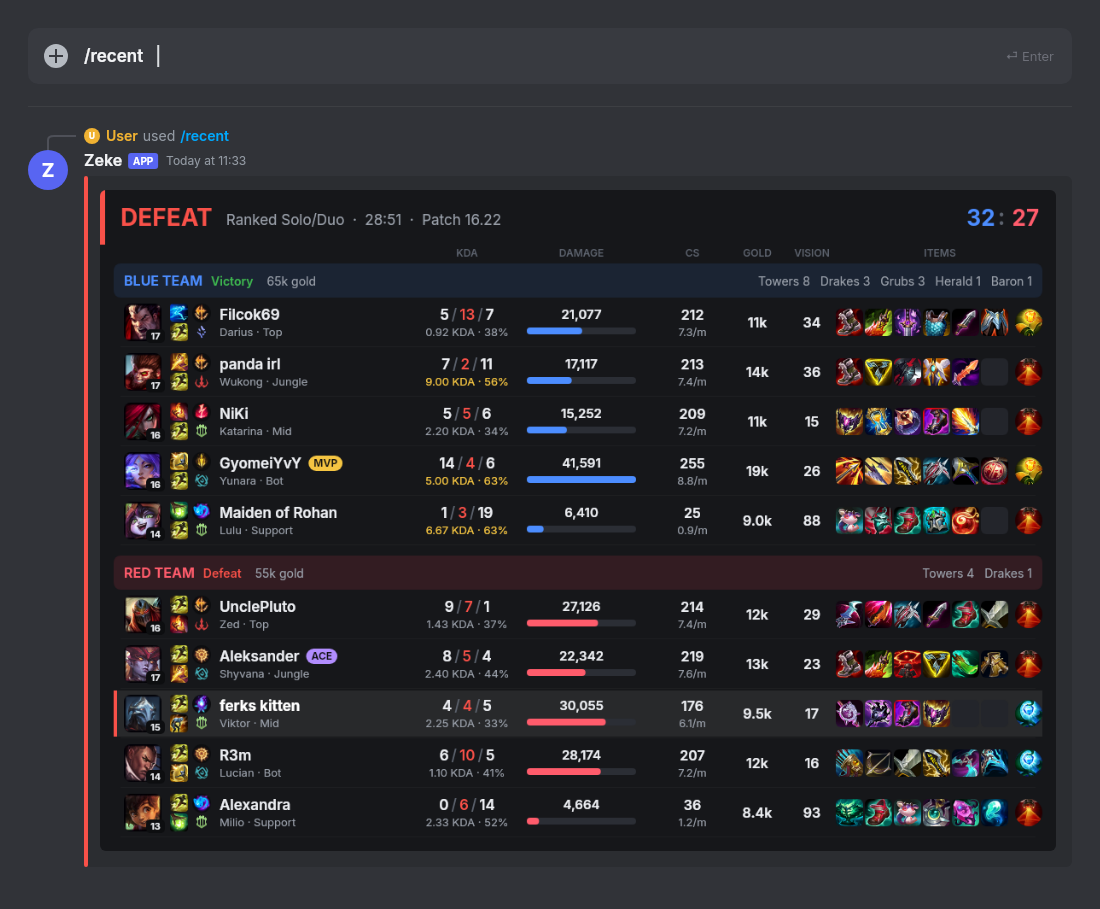 /recent
⏎ Enter
U User used /recent
Z
Zeke APP Today at 11:33
DEFEAT Ranked Solo/Duo · 28:51 · Patch 16.22 32 : 27
KDA DAMAGE CS GOLD VISION ITEMS
BLUE TEAM Victory 65k gold Towers 8 Drakes 3 Grubs 3 Herald 1 Baron 1
Filcok69 5 / 13 / 7 21,077 212 11k 34
17 Darius · Top 0.92 KDA · 38% 7.3/m
panda irl 7 / 2 / 11 17,117 213 14k 36
17 Wukong · Jungle 9.00 KDA · 56% 7.4/m
NiKi 5 / 5 / 6 15,252 209 11k 15
16 Katarina · Mid 2.20 KDA · 34% 7.2/m
GyomeiYvY MVP 14 / 4 / 6 41,591 255 19k 26
16 Yunara · Bot 5.00 KDA · 63% 8.8/m
Maiden of Rohan 1 / 3 / 19 6,410 25 9.0k 88
14 Lulu · Support 6.67 KDA · 63% 0.9/m
RED TEAM Defeat 55k gold Towers 4 Drakes 1
UnclePluto 9 / 7 / 1 27,126 214 12k 29
16 Zed · Top 1.43 KDA · 37% 7.4/m
Aleksander ACE 8 / 5 / 4 22,342 219 13k 23
17 Shyvana · Jungle 2.40 KDA · 44% 7.6/m
ferks kitten 4 / 4 / 5 30,055 176 9.5k 17
15 Viktor · Mid 2.25 KDA · 33% 6.1/m
R3m 6 / 10 / 5 28,174 207 12k 16
14 Lucian · Bot 1.10 KDA · 41% 7.2/m
Alexandra 0 / 6 / 14 4,664 36 8.4k 93
13 Milio · Support 2.33 KDA · 52% 1.2/m